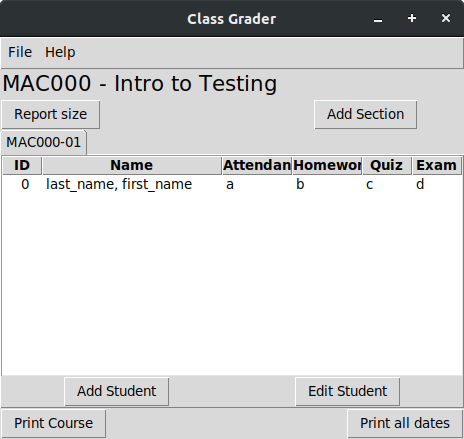 Class Grader
File Help
MAC000 - Intro to Testing
Report size Add Section
MAC000-01
ID Name Attendan Homewor Quiz Exam
0 last_name, first_name a b c d
Add Student Edit Student
Print Course Print all dates